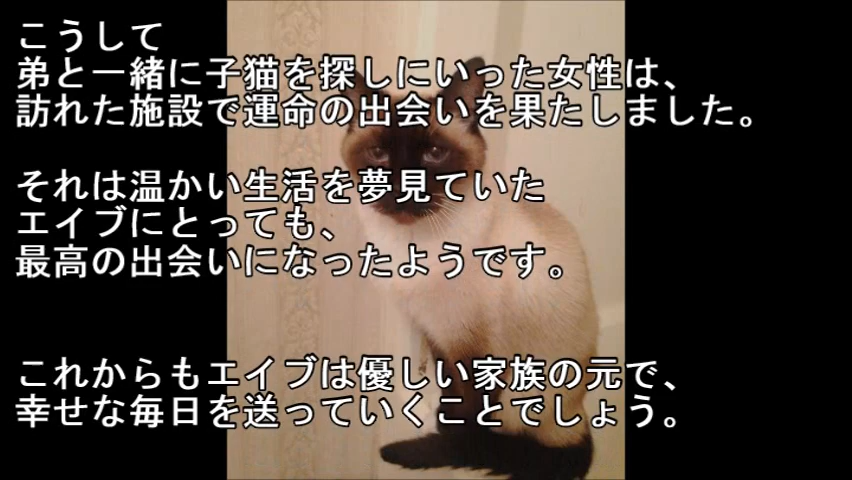 こうして
弟と一緒に子猫を探しにいった女性は、
訪れた施設で運命の出会いを果たしました。
それは温かい生活を夢見ていた
エイブにとっても、
最高の出会いになったようです。
これからもエイブは優しい家族の元で、
幸せな毎日を送っていくことでしょう。